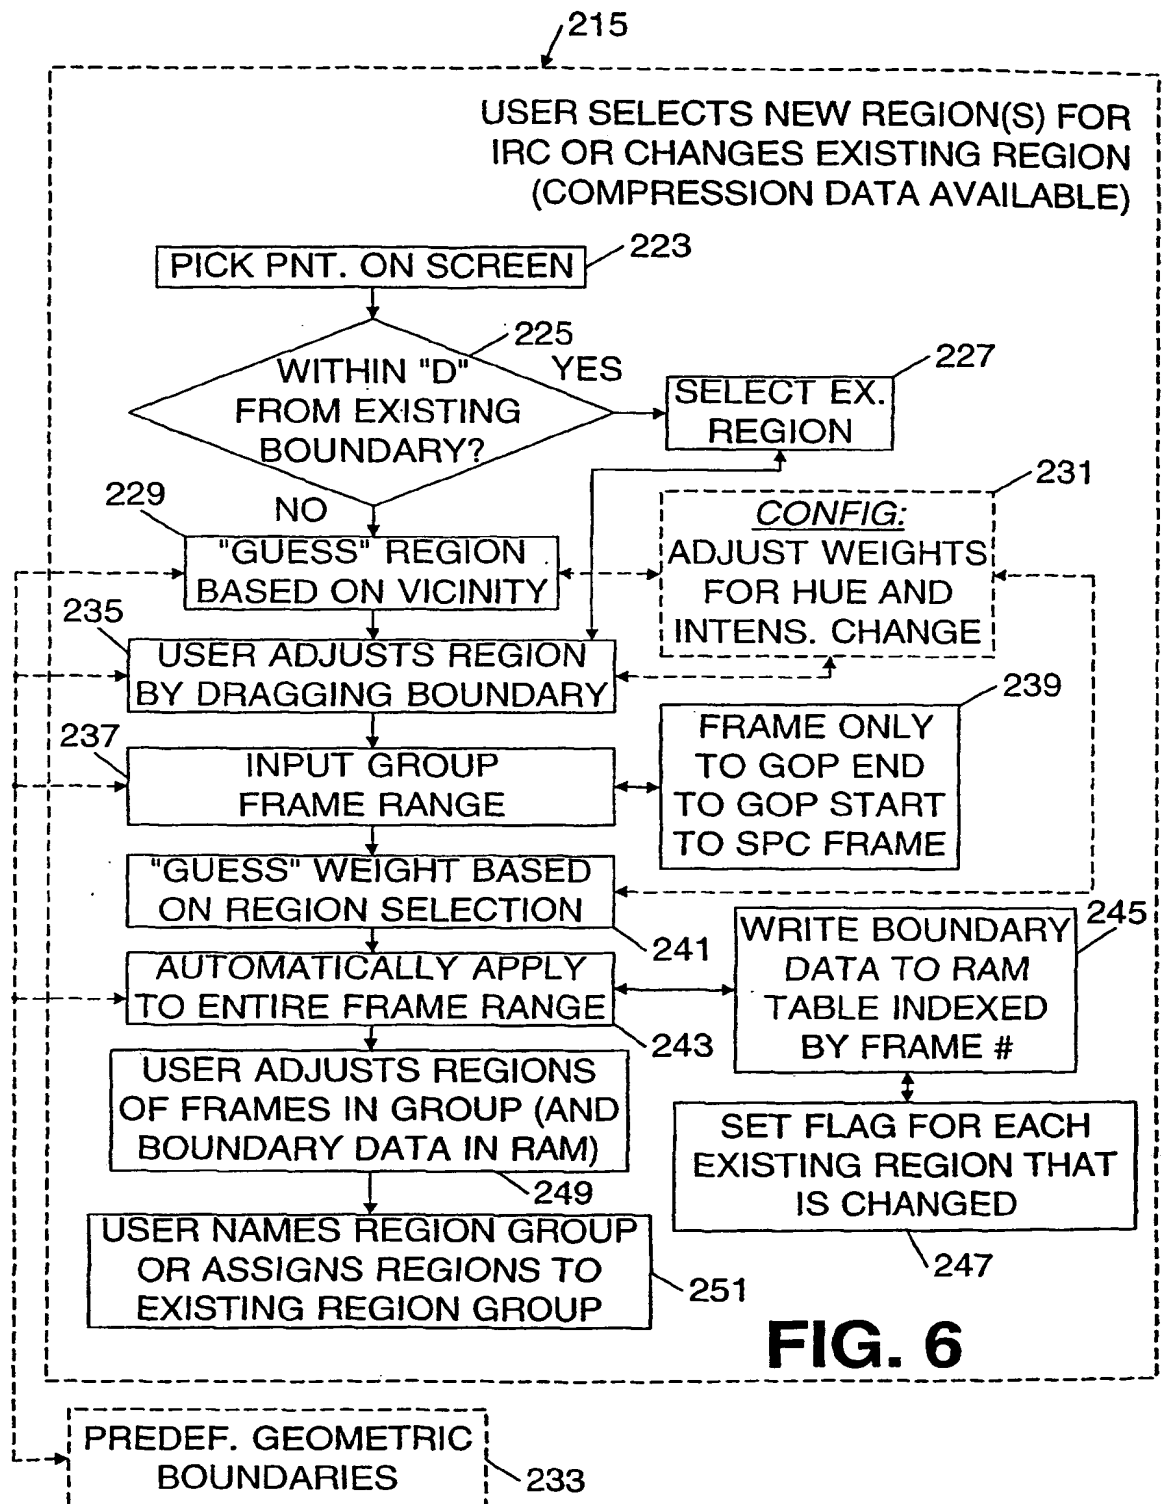 215
USER SELECTS NEW REGION(S) FOR
IRC OR CHANGES EXISTING REGION
(COMPRESSION DATA AVAILABLE)
PICK PNT. ON SCREEN
223
225
WITHIN "D"
FROM EXISTING
BOUNDARY?
YES
NO
227
SELECT EX.
REGION
229
"GUESS" REGION
BASED ON VICINITY
231
CONFIG:
ADJUST WEIGHTS
FOR HUE AND
INTENS. CHANGE
235
USER ADJUSTS REGION
BY DRAGGING BOUNDARY
237
INPUT GROUP
FRAME RANGE
239
FRAME ONLY
TO GOP END
TO GOP START
TO SPC FRAME
"GUESS" WEIGHT BASED
ON REGION SELECTION
241
AUTOMATICALLY APPLY
TO ENTIRE FRAME RANGE
243
245
WRITE BOUNDARY
DATA TO RAM
TABLE INDEXED
BY FRAME #
USER ADJUSTS REGIONS
OF FRAMES IN GROUP (AND
BOUNDARY DATA IN RAM)
249
SET FLAG FOR EACH
EXISTING REGION THAT
IS CHANGED
247
USER NAMES REGION GROUP
OR ASSIGNS REGIONS TO
EXISTING REGION GROUP
251
FIG. 6
PREDEF. GEOMETRIC
BOUNDARIES
233